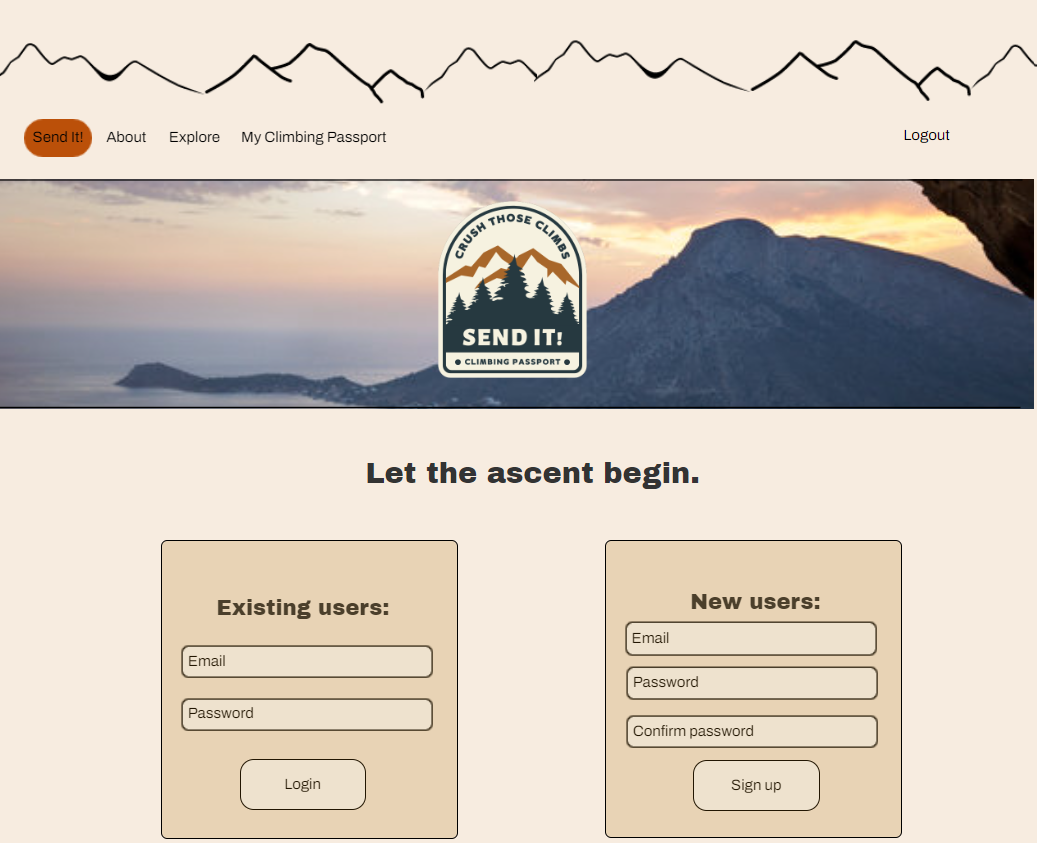 Send It! About Explore My Climbing Passport Logout
CRUSH THOSE CLIMBS
SEND IT!
• CLIMBING PASSPORT •
Let the ascent begin.
Existing users:
Email
Password
Login
New users:
Email
Password
Confirm password
Sign up